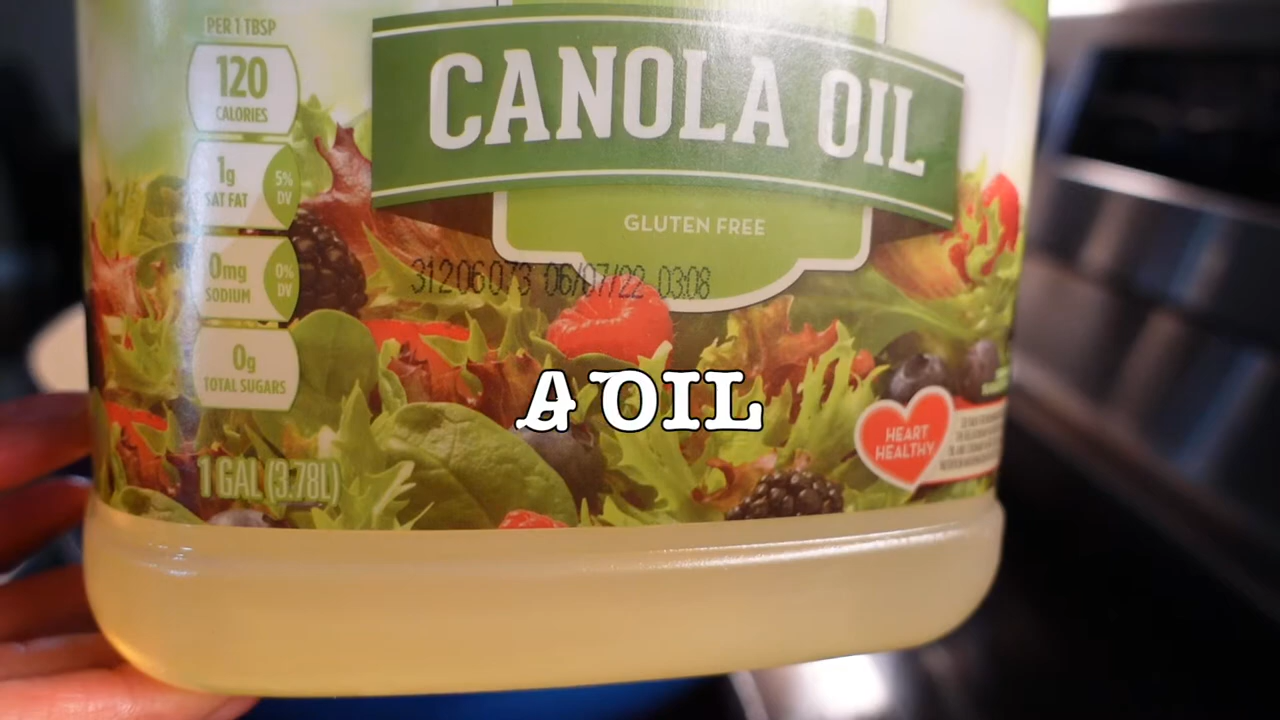 PER 1 TBSP
120
CALORIES
1g
SAT FAT
5%
DV
0mg
SODIUM
0%
DV
0g
TOTAL SUGARS
1 GAL (3.78L)
CANOLA OIL
GLUTEN FREE
31206073 06/07/22 03:08
A OIL
HEART
HEALTHY